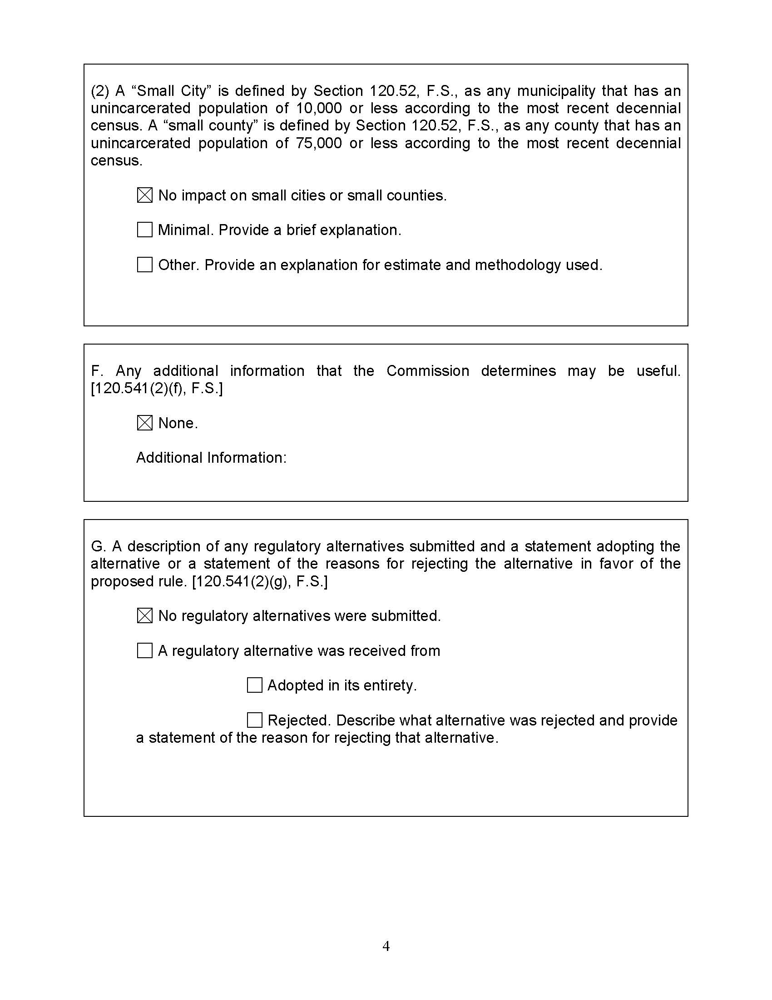 (2) A “Small City” is defined by Section 120.52, F.S., as any municipality that has an
unincarcerated population of 10,000 or less according to the most recent decennial
census. A “small county” is defined by Section 120.52, F.S., as any county that has an
unincarcerated population of 75,000 or less according to the most recent decennial
census.
☒ No impact on small cities or small counties.
☐ Minimal. Provide a brief explanation.
☐ Other. Provide an explanation for estimate and methodology used.
F. Any additional information that the Commission determines may be useful.
[120.541(2)(f), F.S.]
☒ None.
Additional Information:
G. A description of any regulatory alternatives submitted and a statement adopting the
alternative or a statement of the reasons for rejecting the alternative in favor of the
proposed rule. [120.541(2)(g), F.S.]
☒ No regulatory alternatives were submitted.
☐ A regulatory alternative was received from
☐ Adopted in its entirety.
☐ Rejected. Describe what alternative was rejected and provide
a statement of the reason for rejecting that alternative.
4